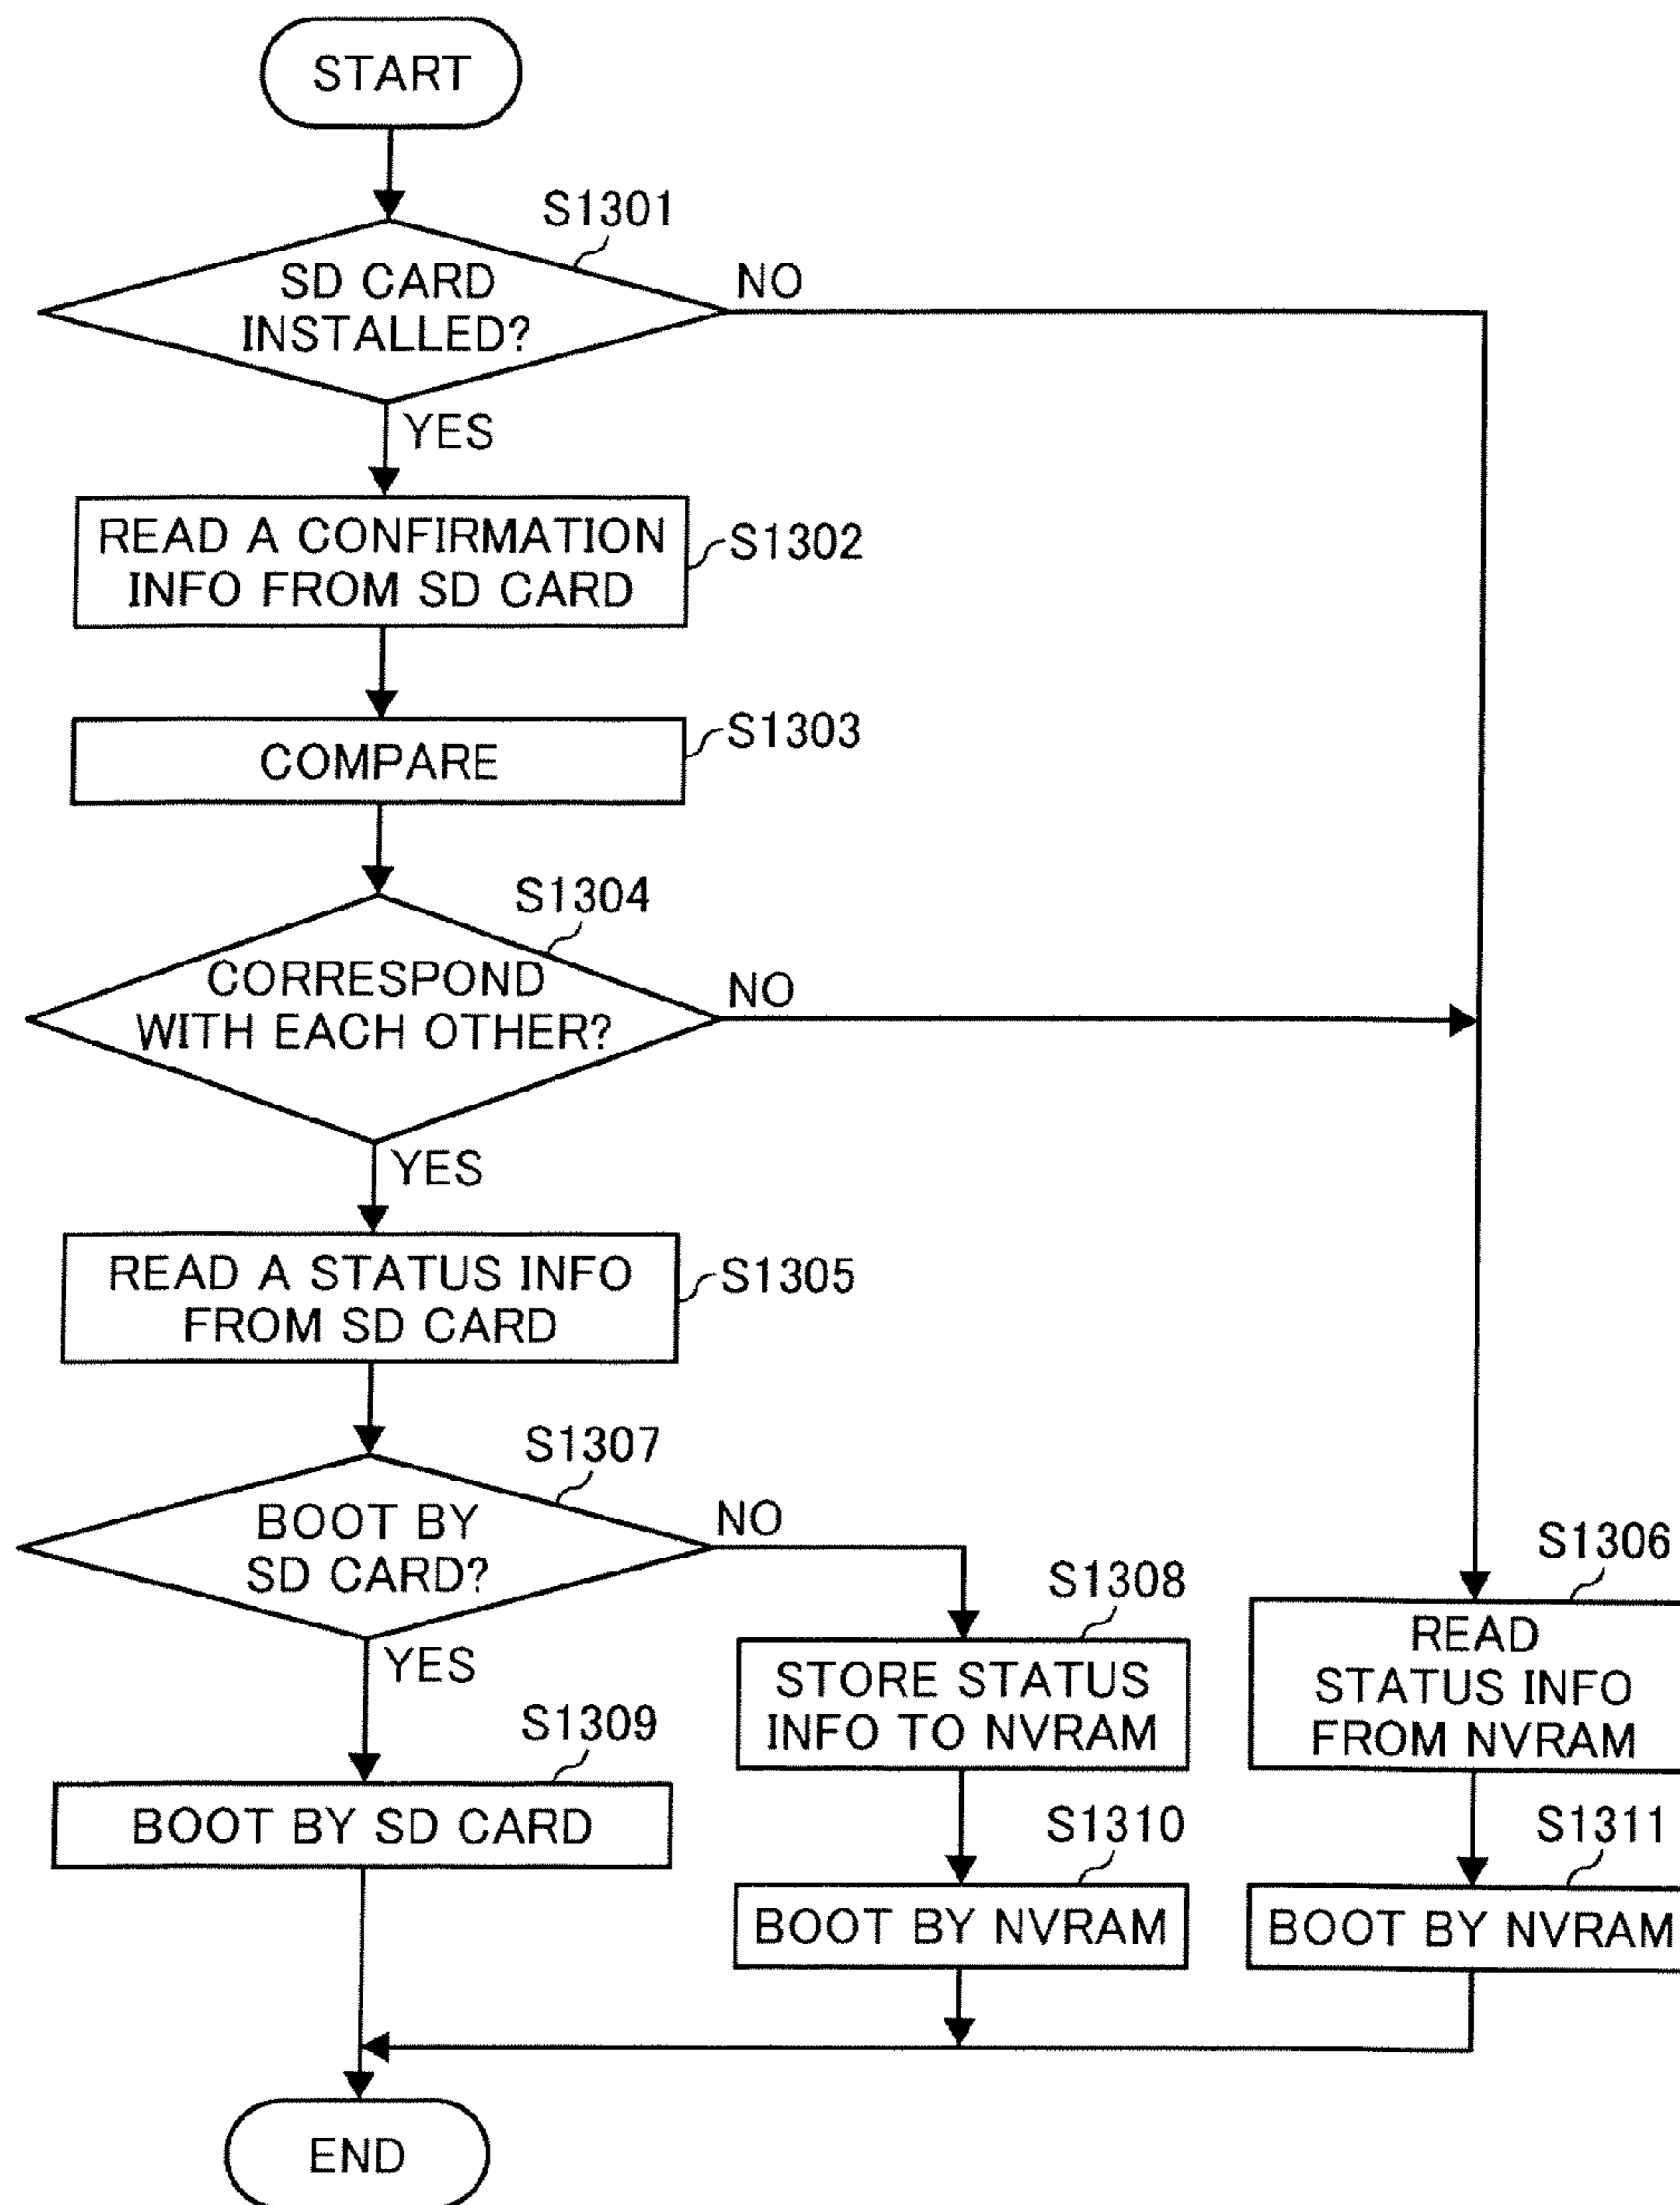 START
S1301
SD CARD
INSTALLED?
NO
YES
READ A CONFIRMATION
INFO FROM SD CARD
S1302
COMPARE
S1303
S1304
CORRESPOND
WITH EACH OTHER?
NO
YES
READ A STATUS INFO
FROM SD CARD
S1305
S1307
BOOT BY
SD CARD?
NO
YES
S1308
STORE STATUS
INFO TO NVRAM
S1306
READ
STATUS INFO
FROM NVRAM
S1309
BOOT BY SD CARD
S1310
BOOT BY NVRAM
S1311
BOOT BY NVRAM
END